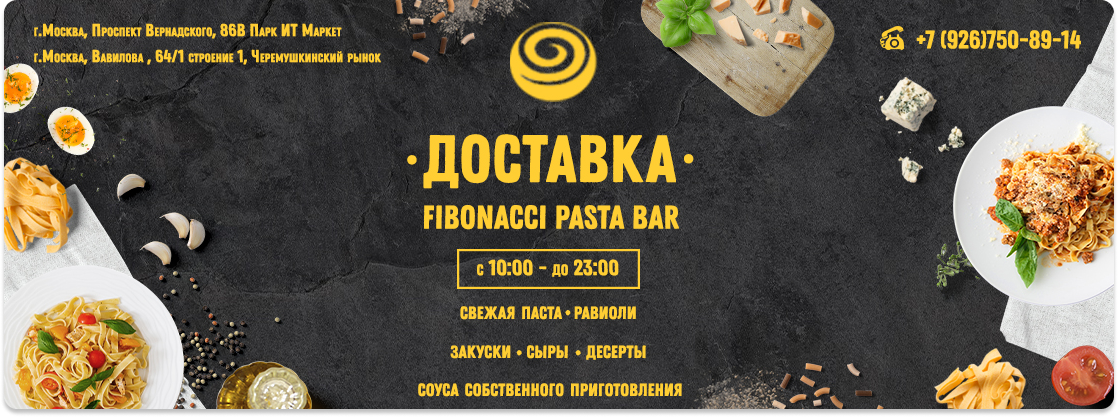 г.Москва, Проспект Вернадского, 86В Парк ИТ Маркет
г.Москва, Вавилова , 64/1 строение 1, Черемушкинский рынок
+7 (926)750-89-14
•ДОСТАВКА•
FIBONACCI PASTA BAR
с 10:00 - до 23:00
СВЕЖАЯ ПАСТА • РАВИОЛИ
ЗАКУСКИ • СЫРЫ • ДЕСЕРТЫ
СОУСА СОБСТВЕННОГО ПРИГОТОВЛЕНИЯ